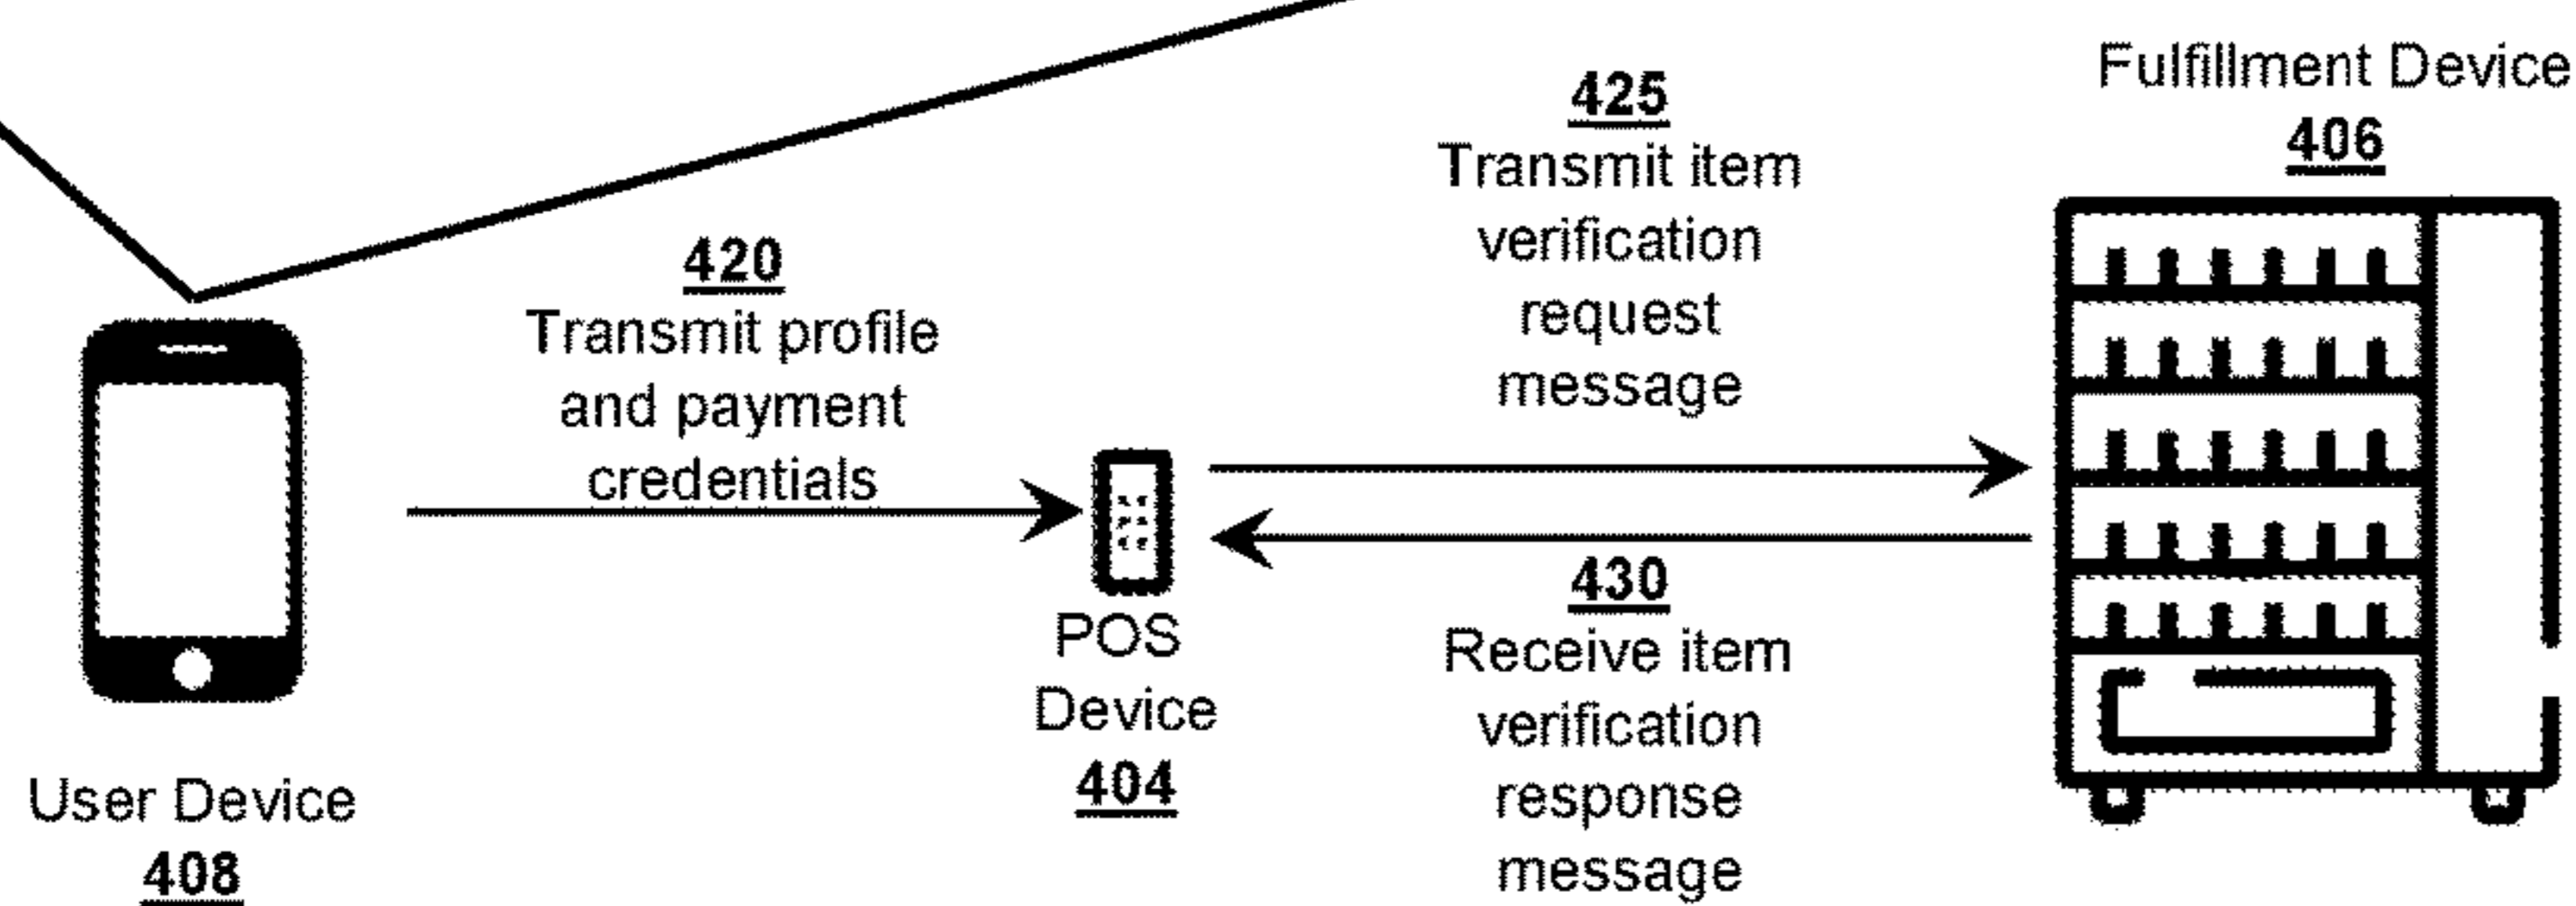 Fulfillment Device
406
425
Transmit item
verification
request
message
420
Transmit profile
and payment
credentials
430
Receive item
verification
response
message
POS
Device
404
User Device
408